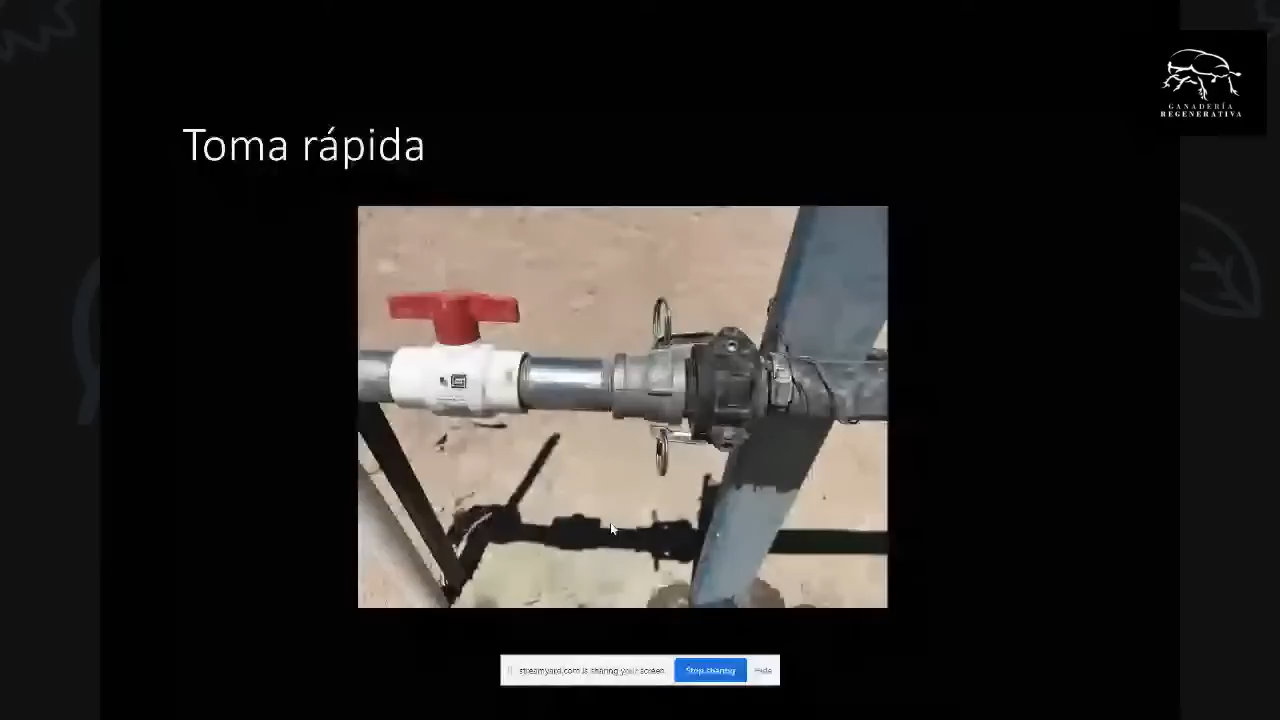 GANADERÍA
REGENERATIVA
Toma rápida
streamyard.com is sharing your screen.
Stop sharing
Hide